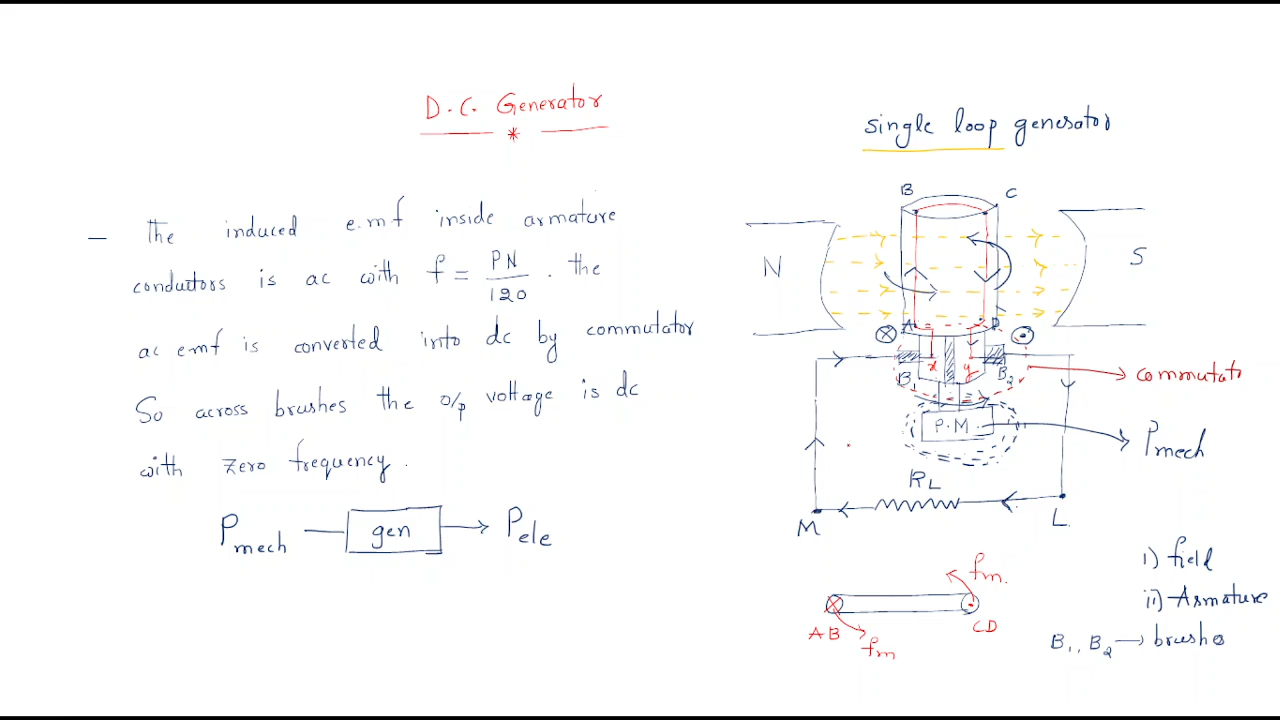 D.C. Generator
*
single loop generator
– The induced e.m f inside armature
conductors is ac with f = PN/120 . the
ac emf is converted into dc by commutator
So across brushes the o/p voltage is dc
with zero frequency.
Pmech — gen → Pele
B C
N S
A D
x y
B1 B2
commutato
P.M
Pmech
RL
M L
fm.
AB CD
fm
i) field
ii) Armature
B1, B2 → brushe